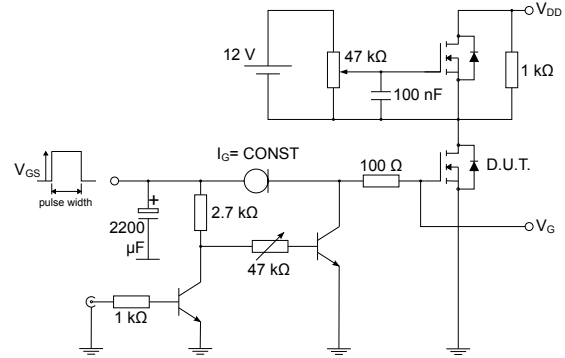 V_DD
12 V
47 kΩ
100 nF
1 kΩ
I_G= CONST
100 Ω
D.U.T.
V_GS
pulse width
+
2200
μF
2.7 kΩ
47 kΩ
V_G
1 kΩ